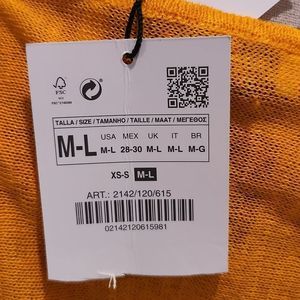 FSC
TALLA / SIZE / TAMANHO / TAILLE / MAAT / ΜΕΓΕΘΟΣ
M-L
USA MEX UK IT BR
M-L 28-30 M-L M-L M-G
XS-S M-L
ART.: 2142/120/615
02142120615981